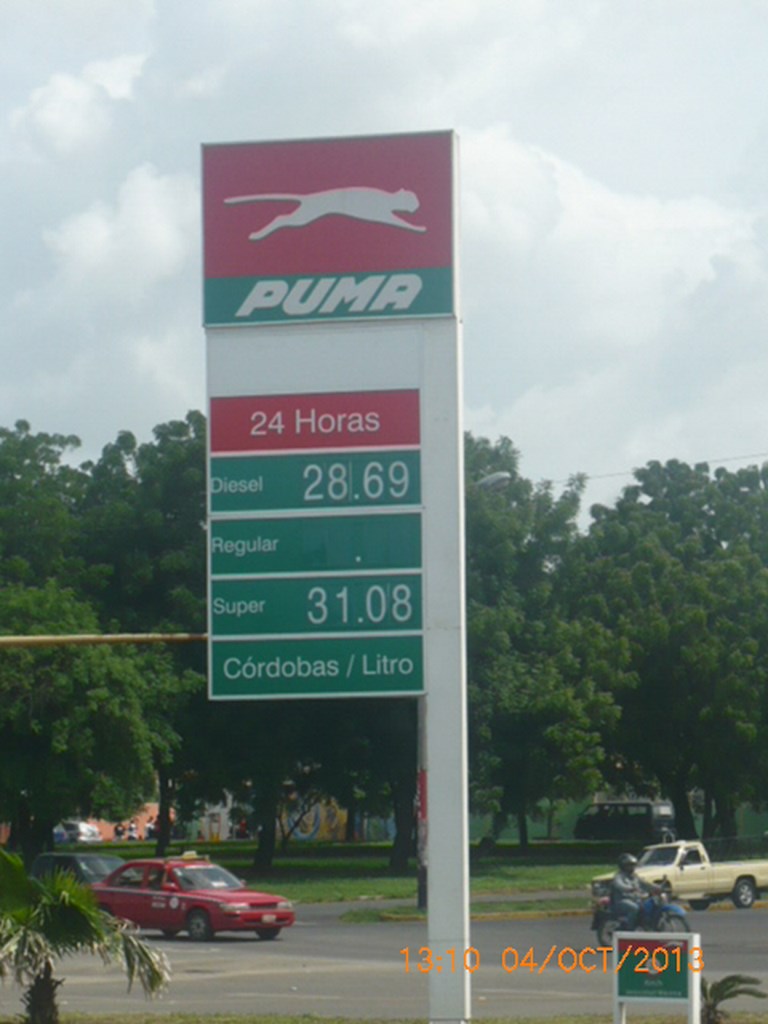 PUMA
24 Horas
Diesel 28.69
Regular .
Super 31.08
Córdobas / Litro
13:10 04/OCT/2013